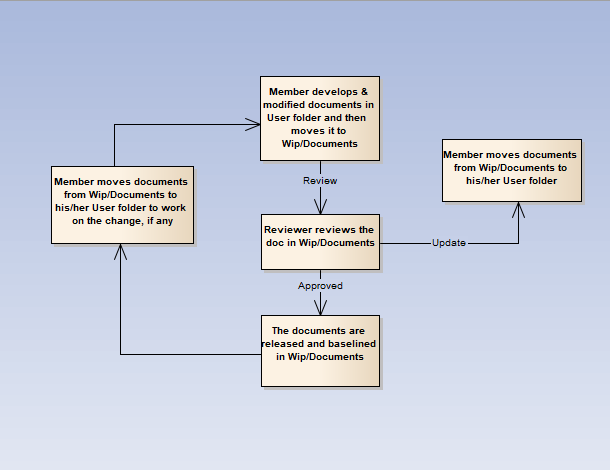 Member develops &
modified documents in
User folder and then
moves it to
Wip/Documents
Review
Member moves documents
from Wip/Documents to
his/her User folder
Member moves documents
from Wip/Documents to
his/her User folder to work
on the change, if any
Reviewer reviews the
doc in Wip/Documents
Update
Approved
The documents are
released and baselined
in Wip/Documents